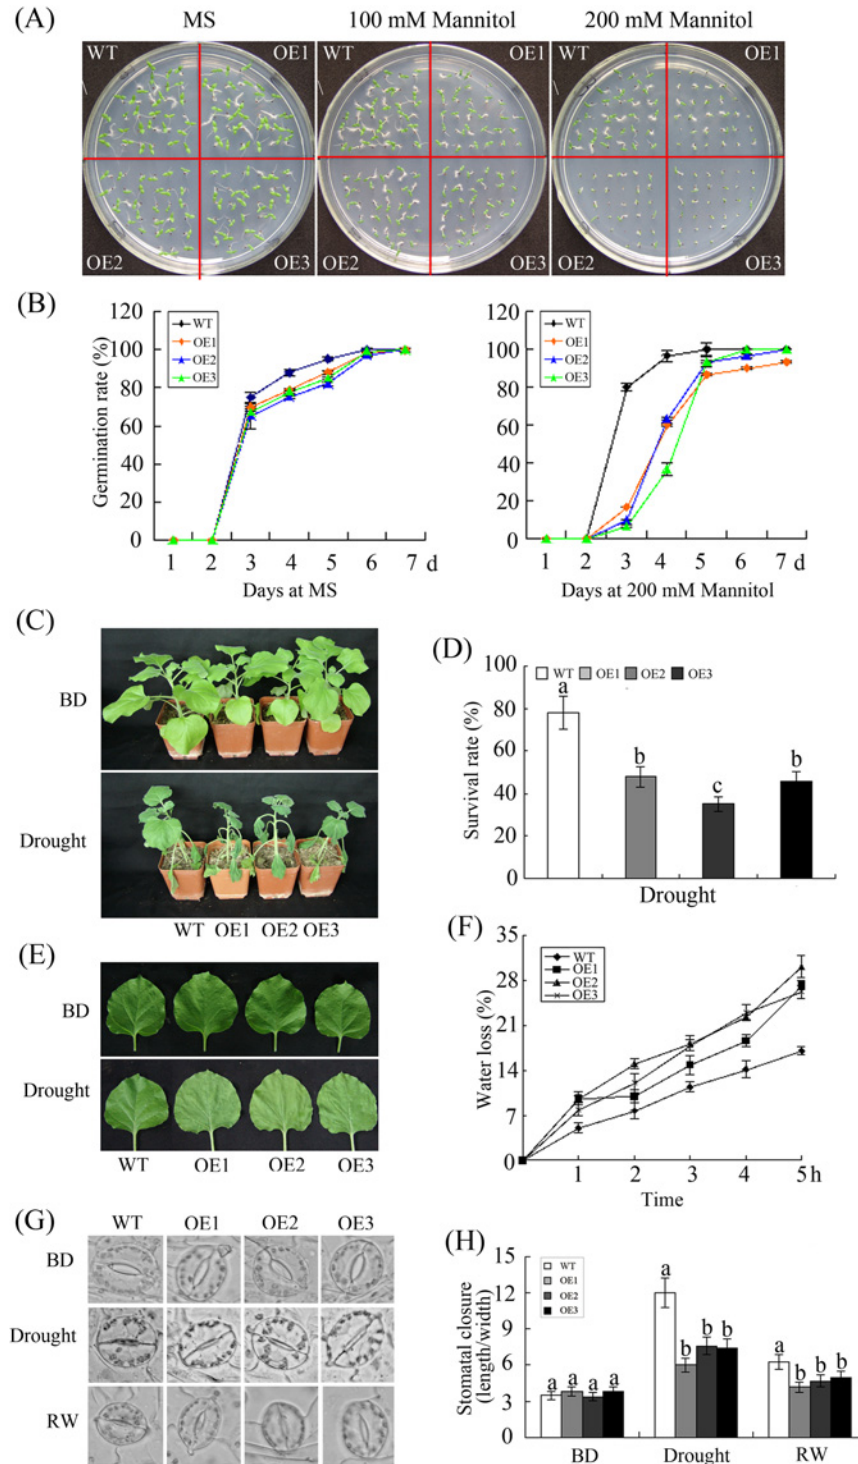 (A) MS 100 mM Mannitol 200 mM Mannitol
WT OE1 WT OE1 WT OE1
OE2 OE3 OE2 OE3 OE2 OE3
(B)
Germination rate (%)
120
100
80
60
40
20
0
WT
OE1
OE2
OE3
1 2 3 4 5 6 7 d
Days at MS
120
100
80
60
40
20
0
WT
OE1
OE2
OE3
1 2 3 4 5 6 7 d
Days at 200 mM Mannitol
(C)
BD
Drought
WT OE1 OE2 OE3
(D)
Survival rate (%)
100
80
60
40
20
0
WT OE1 OE2 OE3
a b c b
Drought
(E)
BD
Drought
WT OE1 OE2 OE3
(F)
Water loss (%)
35
28
21
14
7
0
WT
OE1
OE2
OE3
1 2 3 4 5 h
Time
(G)
WT OE1 OE2 OE3
BD
Drought
RW
(H)
Stomatal closure
(length/width)
15
12
9
6
3
0
WT
OE1
OE2
OE3
a a a a a b b b a b b b
BD Drought RW